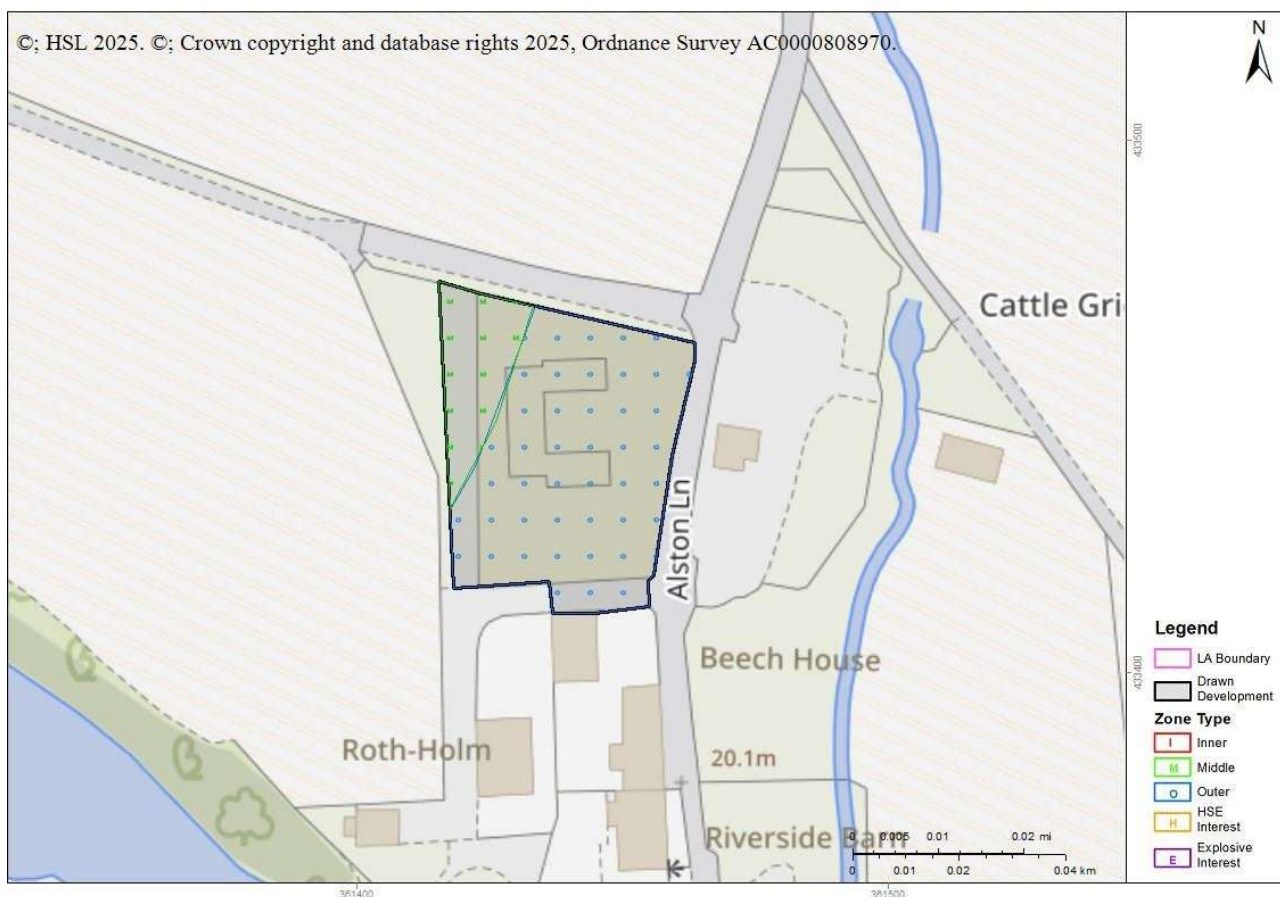 ©; HSL 2025. ©; Crown copyright and database rights 2025, Ordnance Survey AC0000808970.
N
433500
Cattle Gri
Alston Ln
Beech House
433400
Roth-Holm
20.1m
Riverside Barn
0 0.005 0.01 0.02 mi
0 0.01 0.02 0.04 km
361400
361500
Legend
LA Boundary
Drawn
Development
Zone Type
I Inner
M Middle
O Outer
H HSE
Interest
E Explosive
Interest